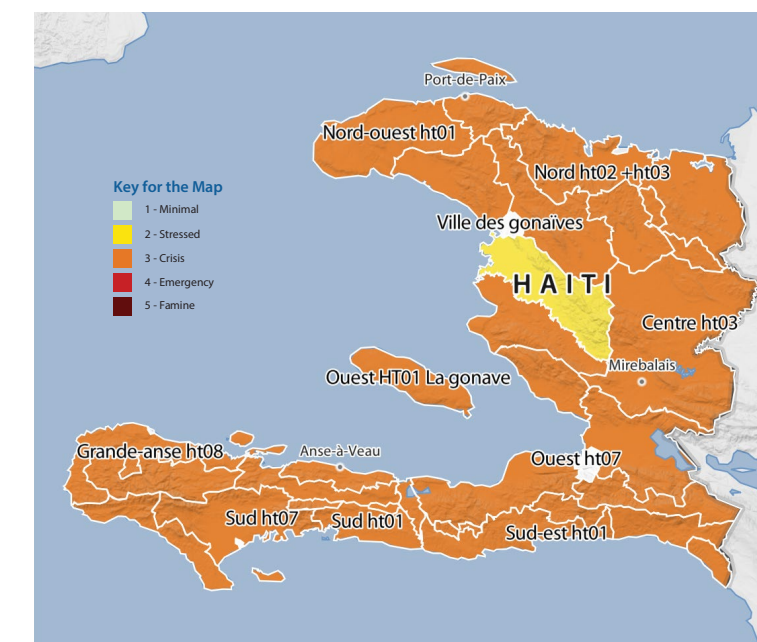 Port-de-Paix
Nord-ouest ht01
Nord ht02 +ht03
Key for the Map
1 - Minimal
2 - Stressed
3 - Crisis
4 - Emergency
5 - Famine
Ville des gonaïves
HAITI
Centre ht03
Mirebalais
Ouest HT01 La gonave
Grande-anse ht08
Anse-à-Veau
Ouest ht07
Sud ht07
Sud ht01
Sud-est ht01